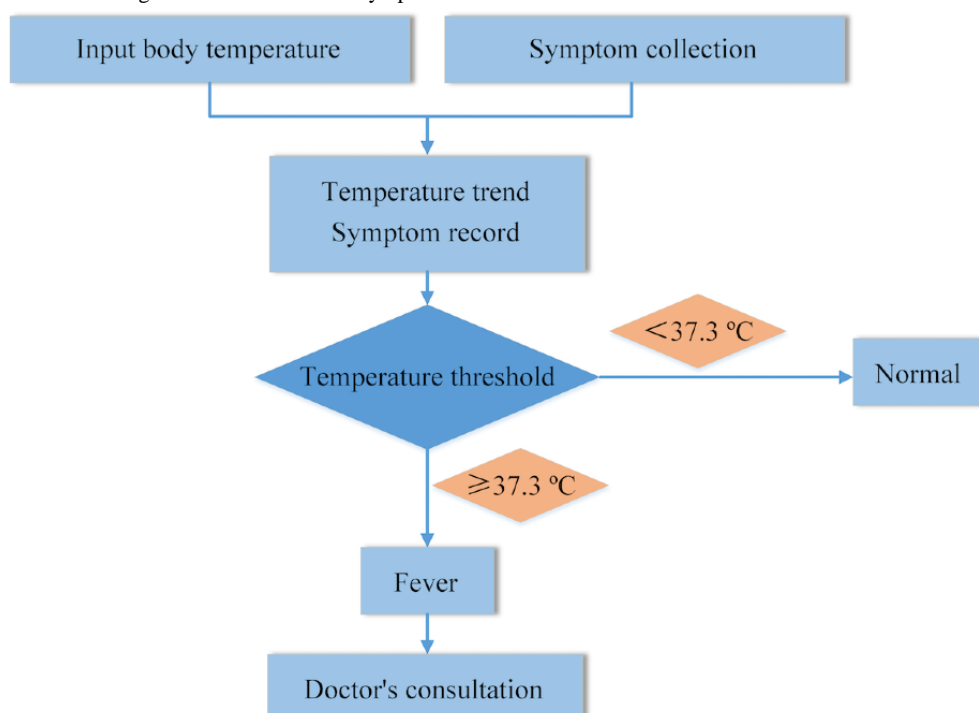 Input body temperature
Symptom collection
Temperature trend
Symptom record
<37.3 ºC
Temperature threshold
Normal
≥37.3 ºC
Fever
Doctor's consultation